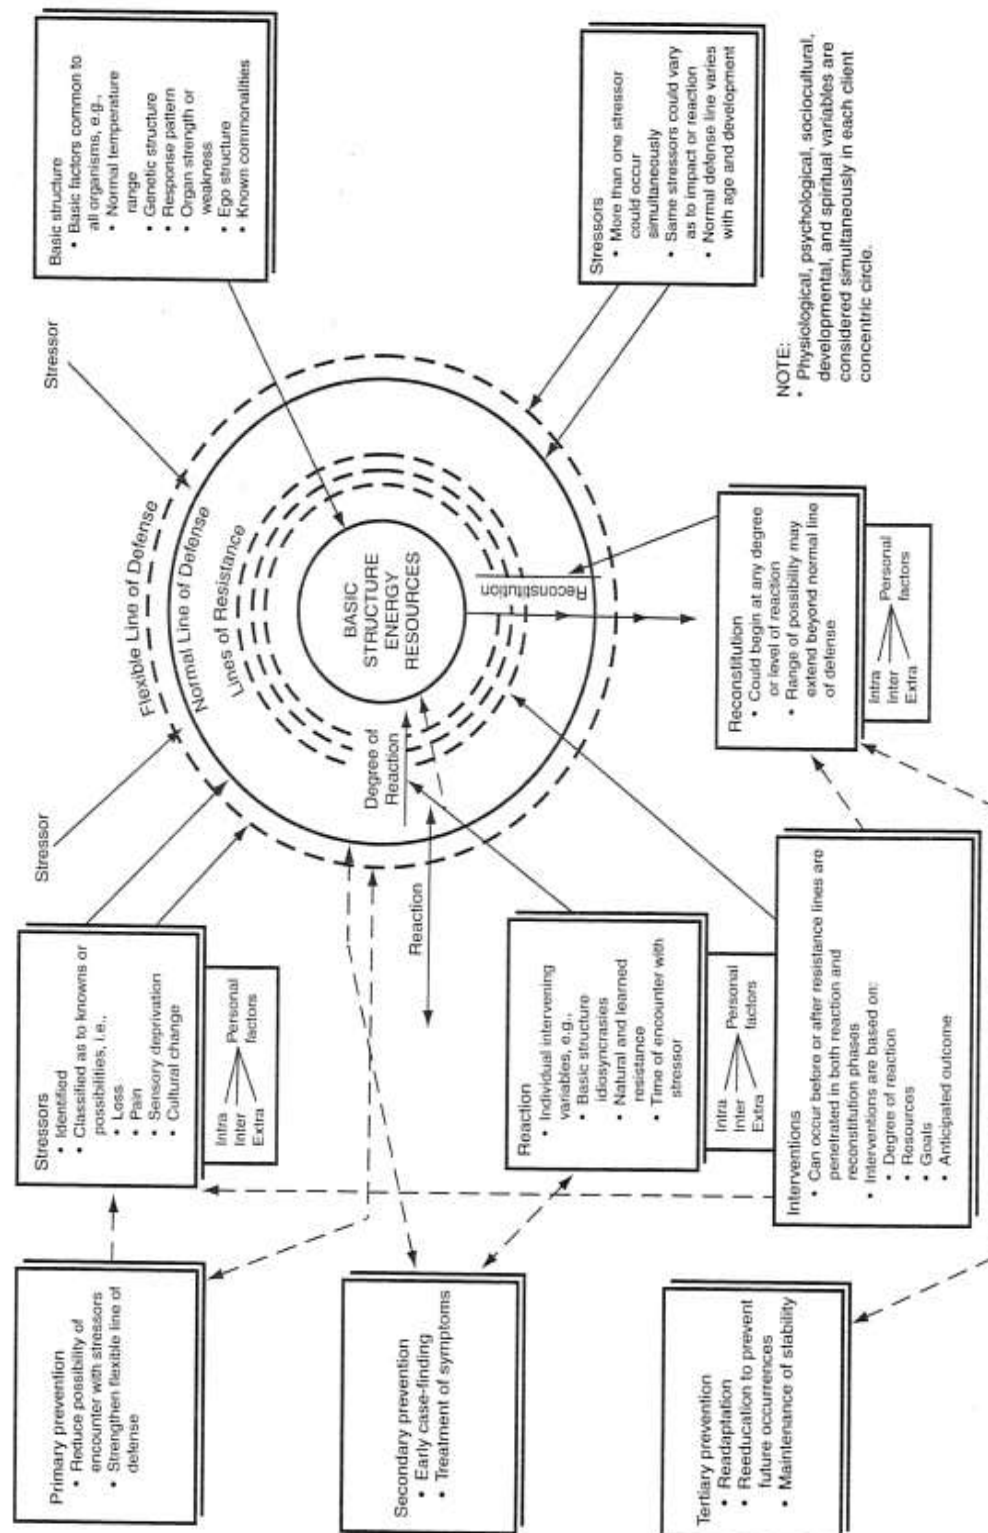 Primary prevention
• Reduce possibility of
encounter with stressors
• Strengthen flexible line of
defense
Stressors
• Identified
• Classified as to knowns or
possibilities, i.e.,
• Loss
• Pain
• Sensory deprivation
• Cultural change
Intra
Inter
Extra
Personal
factors
Stressor
Stressor
Basic structure
• Basic factors common to
all organisms, e.g.,
• Normal temperature
range
• Genetic structure
• Response pattern
• Organ strength or
weakness
• Ego structure
• Known commonalities
Flexible Line of Defense
Normal Line of Defense
Lines of Resistance
BASIC
STRUCTURE
ENERGY
RESOURCES
Degree of
Reaction
Reaction
Reconstitution
Secondary prevention
• Early case-finding
• Treatment of symptoms
Reaction
• Individual intervening
variables, e.g.,
• Basic structure
idiosyncrasies
• Natural and learned
resistance
• Time of encounter with
stressor
Intra
Inter
Extra
Personal
factors
Stressors
• More than one stressor
could occur
simultaneously
• Same stressors could vary
as to impact or reaction
• Normal defense line varies
with age and development
Tertiary prevention
• Readaptation
• Reeducation to prevent
future occurrences
• Maintenance of stability
Interventions
• Can occur before or after resistance lines are
penetrated in both reaction and
reconstitution phases
• Interventions are based on:
• Degree of reaction
• Resources
• Goals
• Anticipated outcome
Reconstitution
• Could begin at any degree
or level of reaction
• Range of possibility may
extend beyond normal line
of defense
Intra
Inter
Extra
Personal
factors
NOTE:
• Physiological, psychological, sociocultural,
developmental, and spiritual variables are
considered simultaneously in each client
concentric circle.